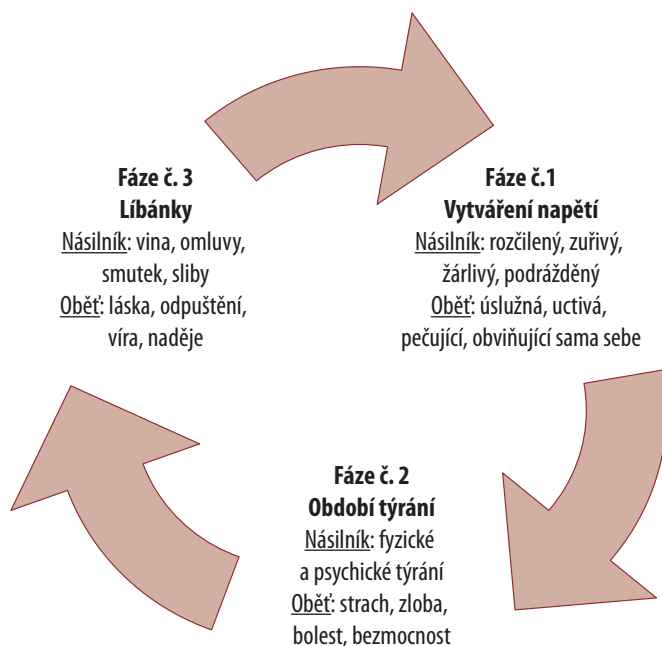 Fáze č. 3
Líbánky
Násilník: vina, omluvy,
smutek, sliby
Oběť: láska, odpuštění,
víra, naděje
Fáze č.1
Vytváření napětí
Násilník: rozčilený, zuřivý,
žárlivý, podrážděný
Oběť: úslužná, uctivá,
pečující, obviňující sama sebe
Fáze č. 2
Období týrání
Násilník: fyzické
a psychické týrání
Oběť: strach, zloba,
bolest, bezmocnost